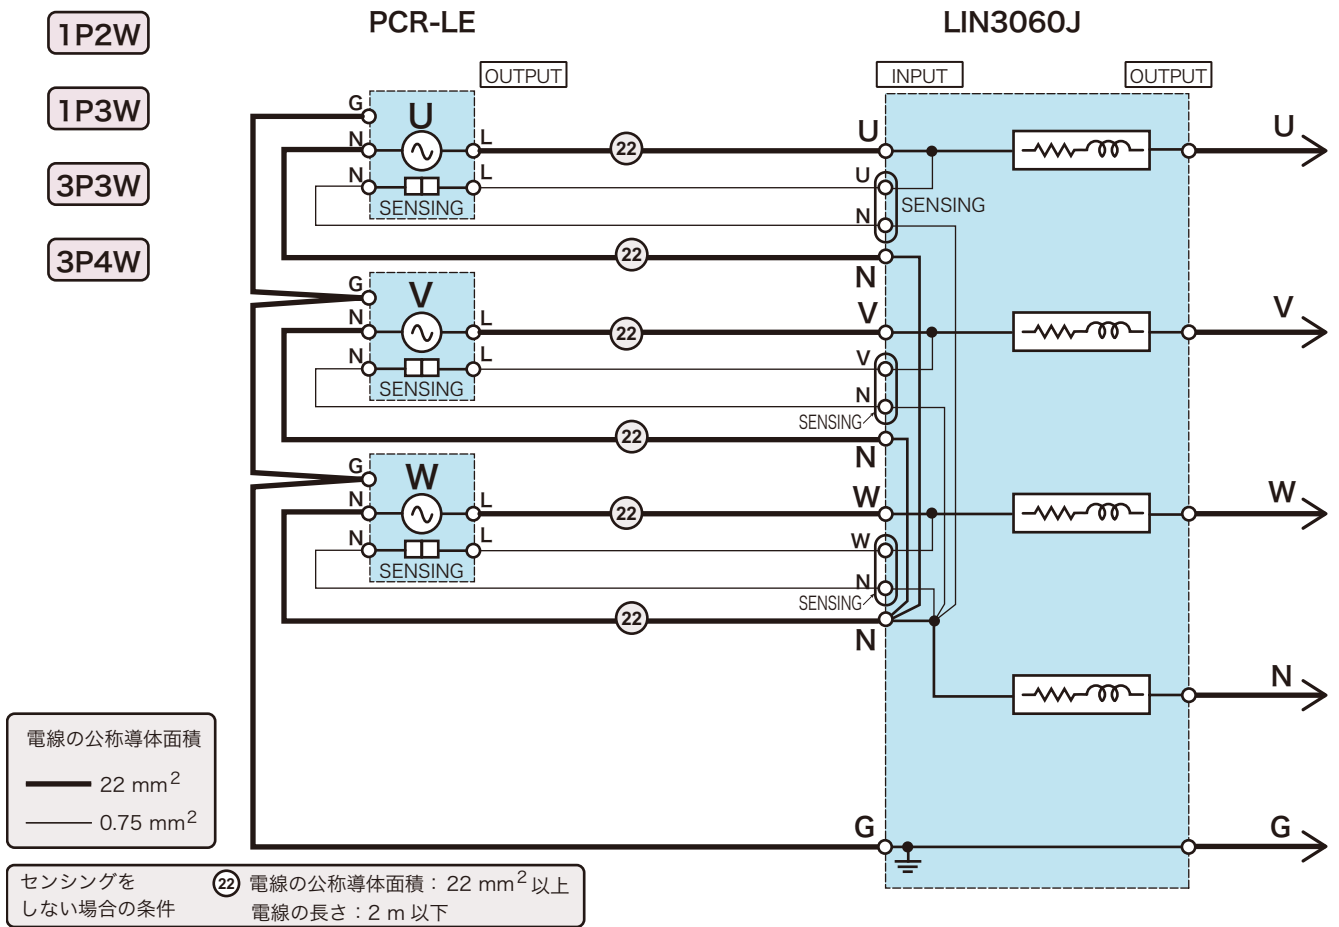 1P2W
1P3W
3P3W
3P4W
PCR-LE
LIN3060J
OUTPUT
INPUT
OUTPUT
G
U
N
L
22
U
U
N
L
U
SENSING
SENSING
N
22
N
G
V
N
L
22
V
V
N
L
V
SENSING
N
SENSING
22
N
G
W
N
L
22
W
W
N
L
W
SENSING
N
SENSING
22
N
N
G
G
電線の公称導体面積
22 mm²
0.75 mm²
センシングを
しない場合の条件
22 電線の公称導体面積：22 mm²以上
電線の長さ：2 m 以下